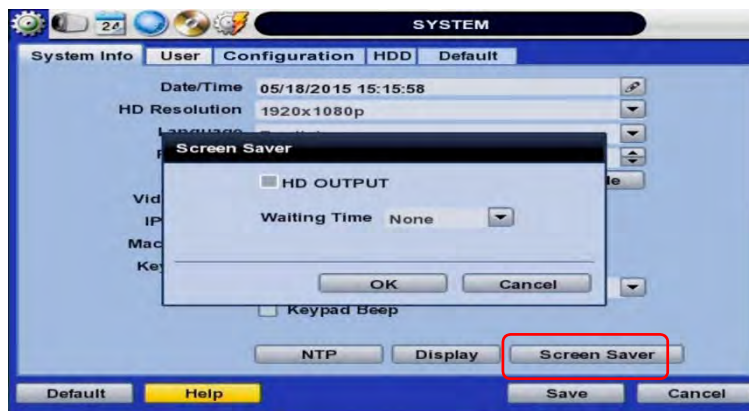 24
SYSTEM
System Info User Configuration HDD Default
Date/Time 05/18/2015 15:15:58
HD Resolution 1920x1080p
Screen Saver
HD OUTPUT
Waiting Time None
OK Cancel
Keypad Beep
NTP Display Screen Saver
Default Help Save Cancel